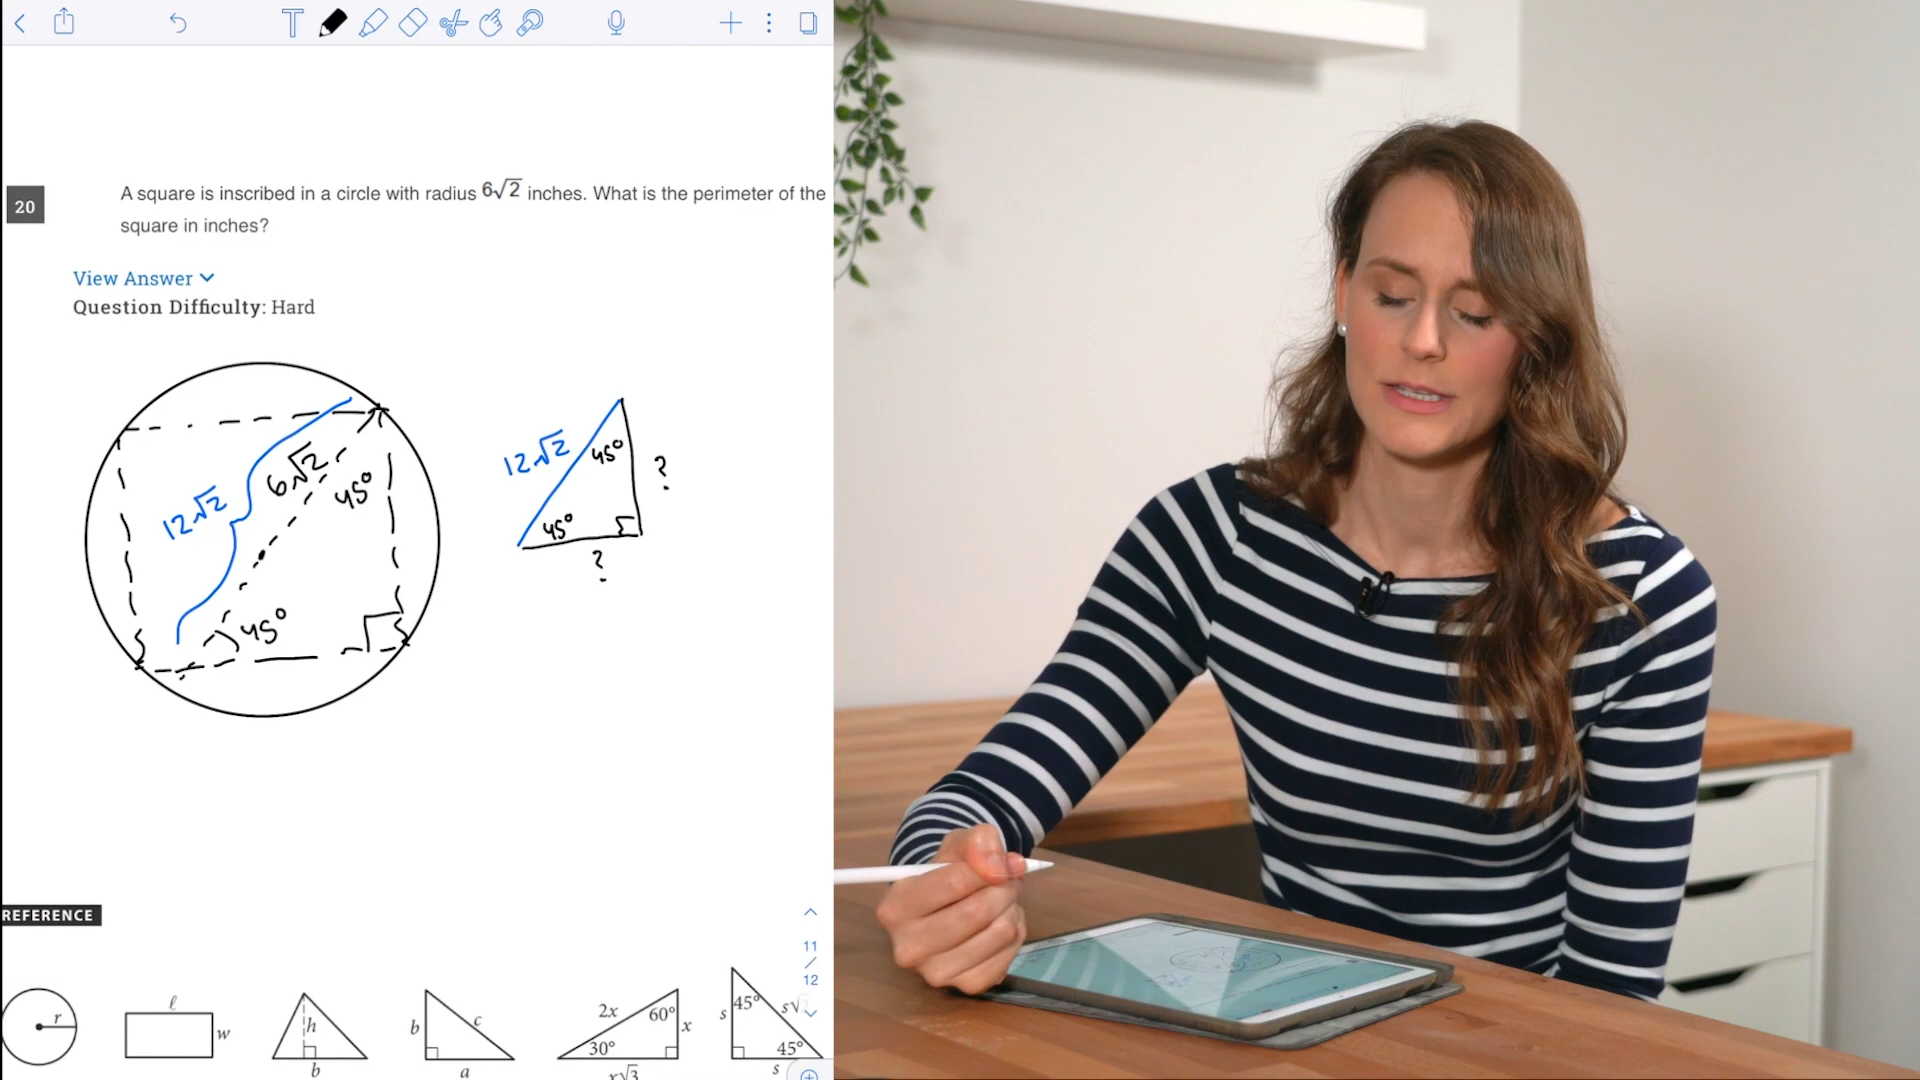 20
A square is inscribed in a circle with radius 6√2 inches. What is the perimeter of the
square in inches?
View Answer
Question Difficulty: Hard
12√2
6√2
45°
45°
12√2
45°
45°
?
?
REFERENCE
11
/
12
r
ℓ
w
h
b
b
c
a
2x
60°
x
30°
x√3
45°
s
s√
45°
s